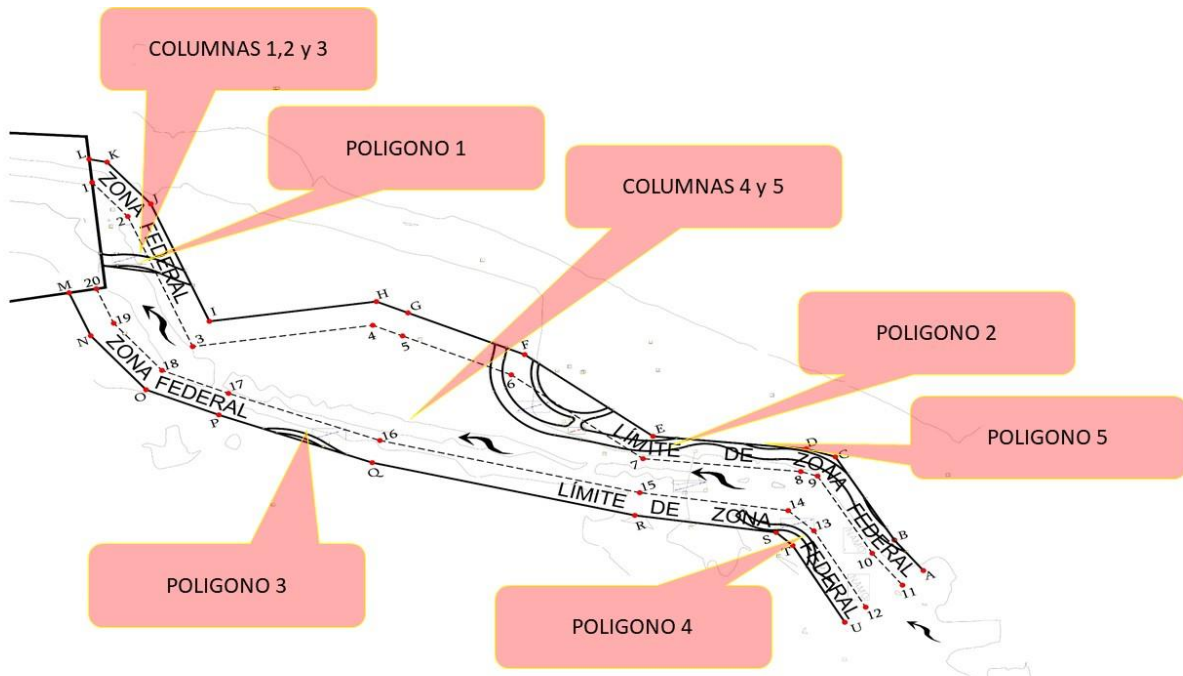 COLUMNAS 1,2 y 3
POLIGONO 1
COLUMNAS 4 y 5
POLIGONO 2
POLIGONO 5
POLIGONO 3
POLIGONO 4
L
K
1
J
2
ZONA FEDERAL
M
20
I
H
G
3
4
5
F
6
19
N
18
17
O
P
ZONA FEDERAL
16
Q
E
7
D
C
8
9
LÍMITE DE ZONA FEDERAL
B
A
10
11
15
14
13
R
S
T
LÍMITE DE ZONA FEDERAL
12
U